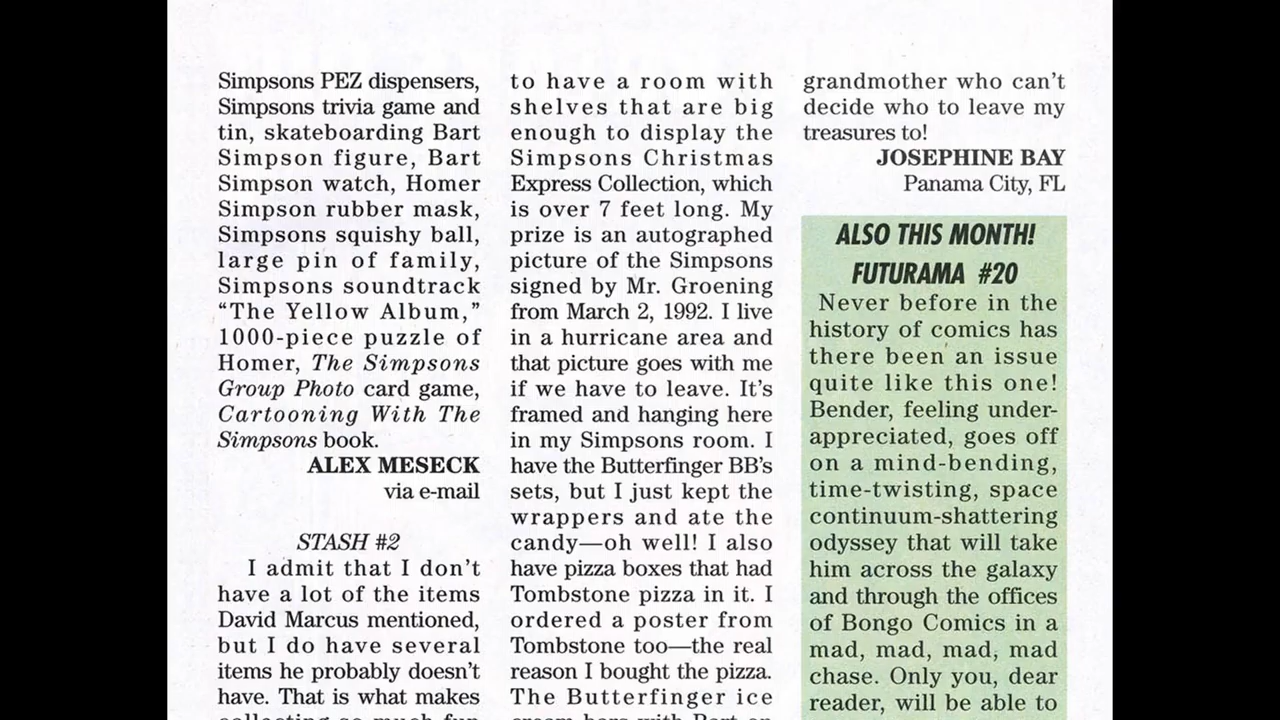 Simpsons PEZ dispensers,
Simpsons trivia game and
tin, skateboarding Bart
Simpson figure, Bart
Simpson watch, Homer
Simpson rubber mask,
Simpsons squishy ball,
large pin of family,
Simpsons soundtrack
“The Yellow Album,”
1000-piece puzzle of
Homer, The Simpsons
Group Photo card game,
Cartooning With The
Simpsons book.
ALEX MESECK
via e-mail
STASH #2
I admit that I don’t
have a lot of the items
David Marcus mentioned,
but I do have several
items he probably doesn’t
have. That is what makes
collecting so much fun
to have a room with
shelves that are big
enough to display the
Simpsons Christmas
Express Collection, which
is over 7 feet long. My
prize is an autographed
picture of the Simpsons
signed by Mr. Groening
from March 2, 1992. I live
in a hurricane area and
that picture goes with me
if we have to leave. It’s
framed and hanging here
in my Simpsons room. I
have the Butterfinger BB’s
sets, but I just kept the
wrappers and ate the
candy—oh well! I also
have pizza boxes that had
Tombstone pizza in it. I
ordered a poster from
Tombstone too—the real
reason I bought the pizza.
The Butterfinger ice
cream bars with Bart on
grandmother who can’t
decide who to leave my
treasures to!
JOSEPHINE BAY
Panama City, FL
ALSO THIS MONTH!
FUTURAMA #20
Never before in the
history of comics has
there been an issue
quite like this one!
Bender, feeling under-
appreciated, goes off
on a mind-bending,
time-twisting, space
continuum-shattering
odyssey that will take
him across the galaxy
and through the offices
of Bongo Comics in a
mad, mad, mad, mad
chase. Only you, dear
reader, will be able to